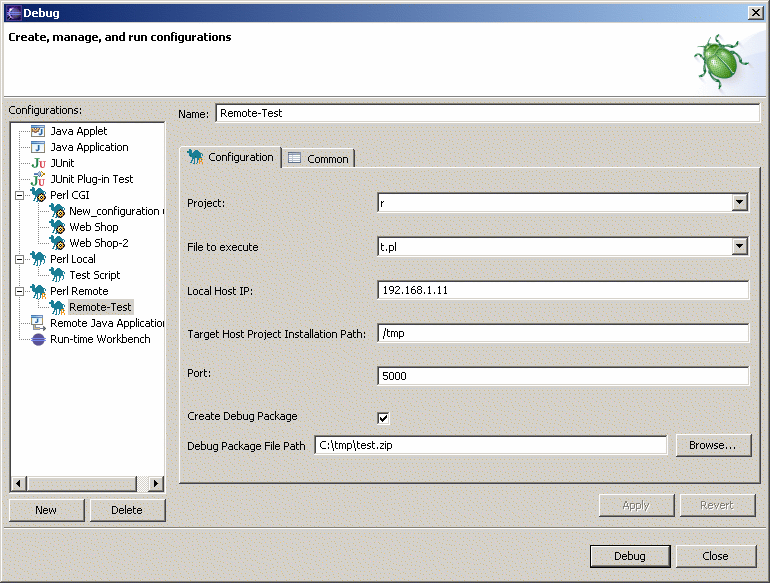 Debug
Create, manage, and run configurations
Configurations:
Java Applet
Java Application
JUnit
JUnit Plug-in Test
Perl CGI
New_configuration
Web Shop
Web Shop-2
Perl Local
Test Script
Perl Remote
Remote-Test
Remote Java Application
Run-time Workbench
New
Delete
Name: Remote-Test
Configuration
Common
Project: r
File to execute t.pl
Local Host IP: 192.168.1.11
Target Host Project Installation Path: /tmp
Port: 5000
Create Debug Package
Debug Package File Path C:\tmp\test.zip Browse...
Apply Revert
Debug Close